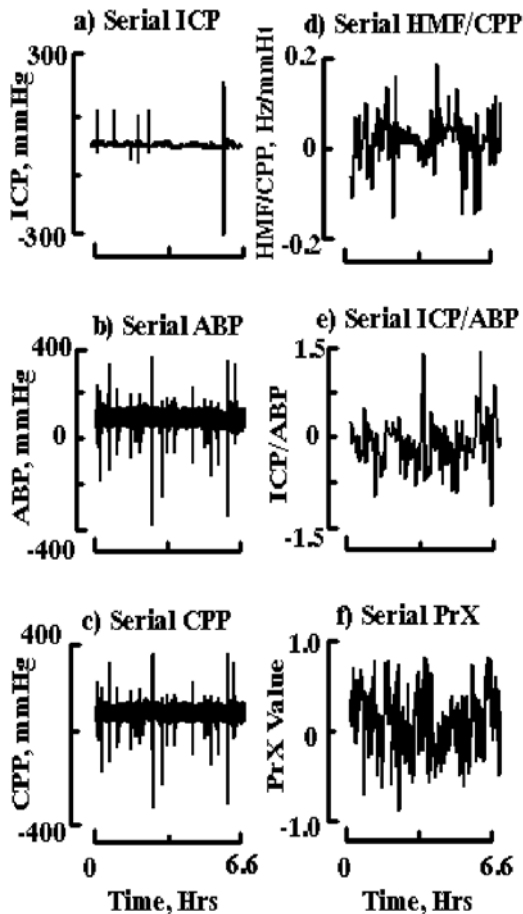 a) Serial ICP
300
ICP, mmHg
-300
d) Serial HMF/CPP
0.2
0
HMF/CPP, Hz/mmHt
-0.2
b) Serial ABP
400
0
ABP, mmHg
-400
e) Serial ICP/ABP
1.5
0
ICP/ABP
-1.5
c) Serial CPP
400
CPP, mmHg
-400
0
6.6
Time, Hrs
f) Serial PrX
1.0
0
PrX Value
-1.0
0
6.6
Time, Hrs